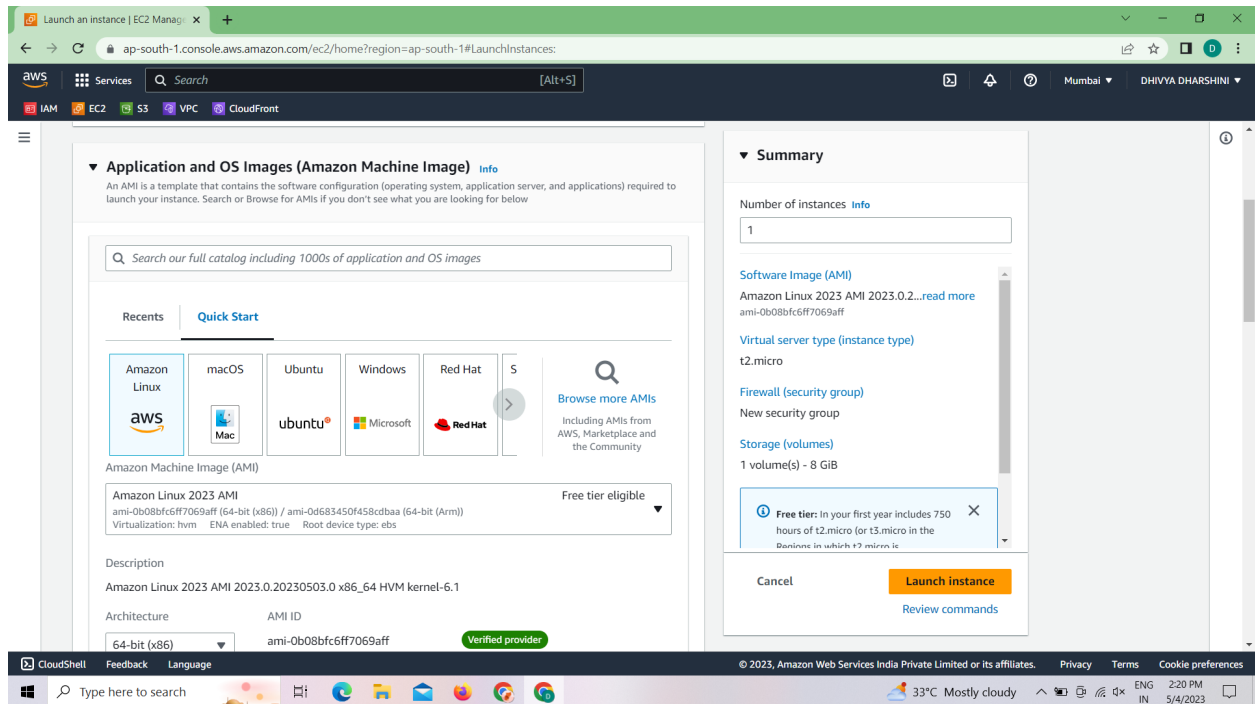 Launch an instance | EC2 Manage
ap-south-1.console.aws.amazon.com/ec2/home?region=ap-south-1#LaunchInstances:
D
aws
Services
Search
[Alt+S]
Mumbai
DHIVYA DHARSHINI
IAM
EC2
S3
VPC
CloudFront
Application and OS Images (Amazon Machine Image) Info
An AMI is a template that contains the software configuration (operating system, application server, and applications) required to
launch your instance. Search or Browse for AMIs if you don't see what you are looking for below
Search our full catalog including 1000s of application and OS images
Recents
Quick Start
Amazon
Linux
aws
macOS
Mac
Ubuntu
ubuntu®
Windows
Microsoft
Red Hat
Red Hat
S
Browse more AMIs
Including AMIs from
AWS, Marketplace and
the Community
Amazon Machine Image (AMI)
Amazon Linux 2023 AMI
Free tier eligible
ami-0b08bfc6ff7069aff (64-bit (x86)) / ami-0d683450f458cdbaa (64-bit (Arm))
Virtualization: hvm ENA enabled: true Root device type: ebs
Description
Amazon Linux 2023 AMI 2023.0.20230503.0 x86_64 HVM kernel-6.1
Architecture
AMI ID
64-bit (x86)
ami-0b08bfc6ff7069aff
Verified provider
Summary
Number of instances Info
1
Software Image (AMI)
Amazon Linux 2023 AMI 2023.0.2...read more
ami-0b08bfc6ff7069aff
Virtual server type (instance type)
t2.micro
Firewall (security group)
New security group
Storage (volumes)
1 volume(s) - 8 GiB
Free tier: In your first year includes 750
hours of t2.micro (or t3.micro in the
Regions in which t2.micro is
Cancel
Launch instance
Review commands
CloudShell
Feedback
Language
© 2023, Amazon Web Services India Private Limited or its affiliates.
Privacy
Terms
Cookie preferences
Type here to search
33°C Mostly cloudy
ENG
IN
2:20 PM
5/4/2023